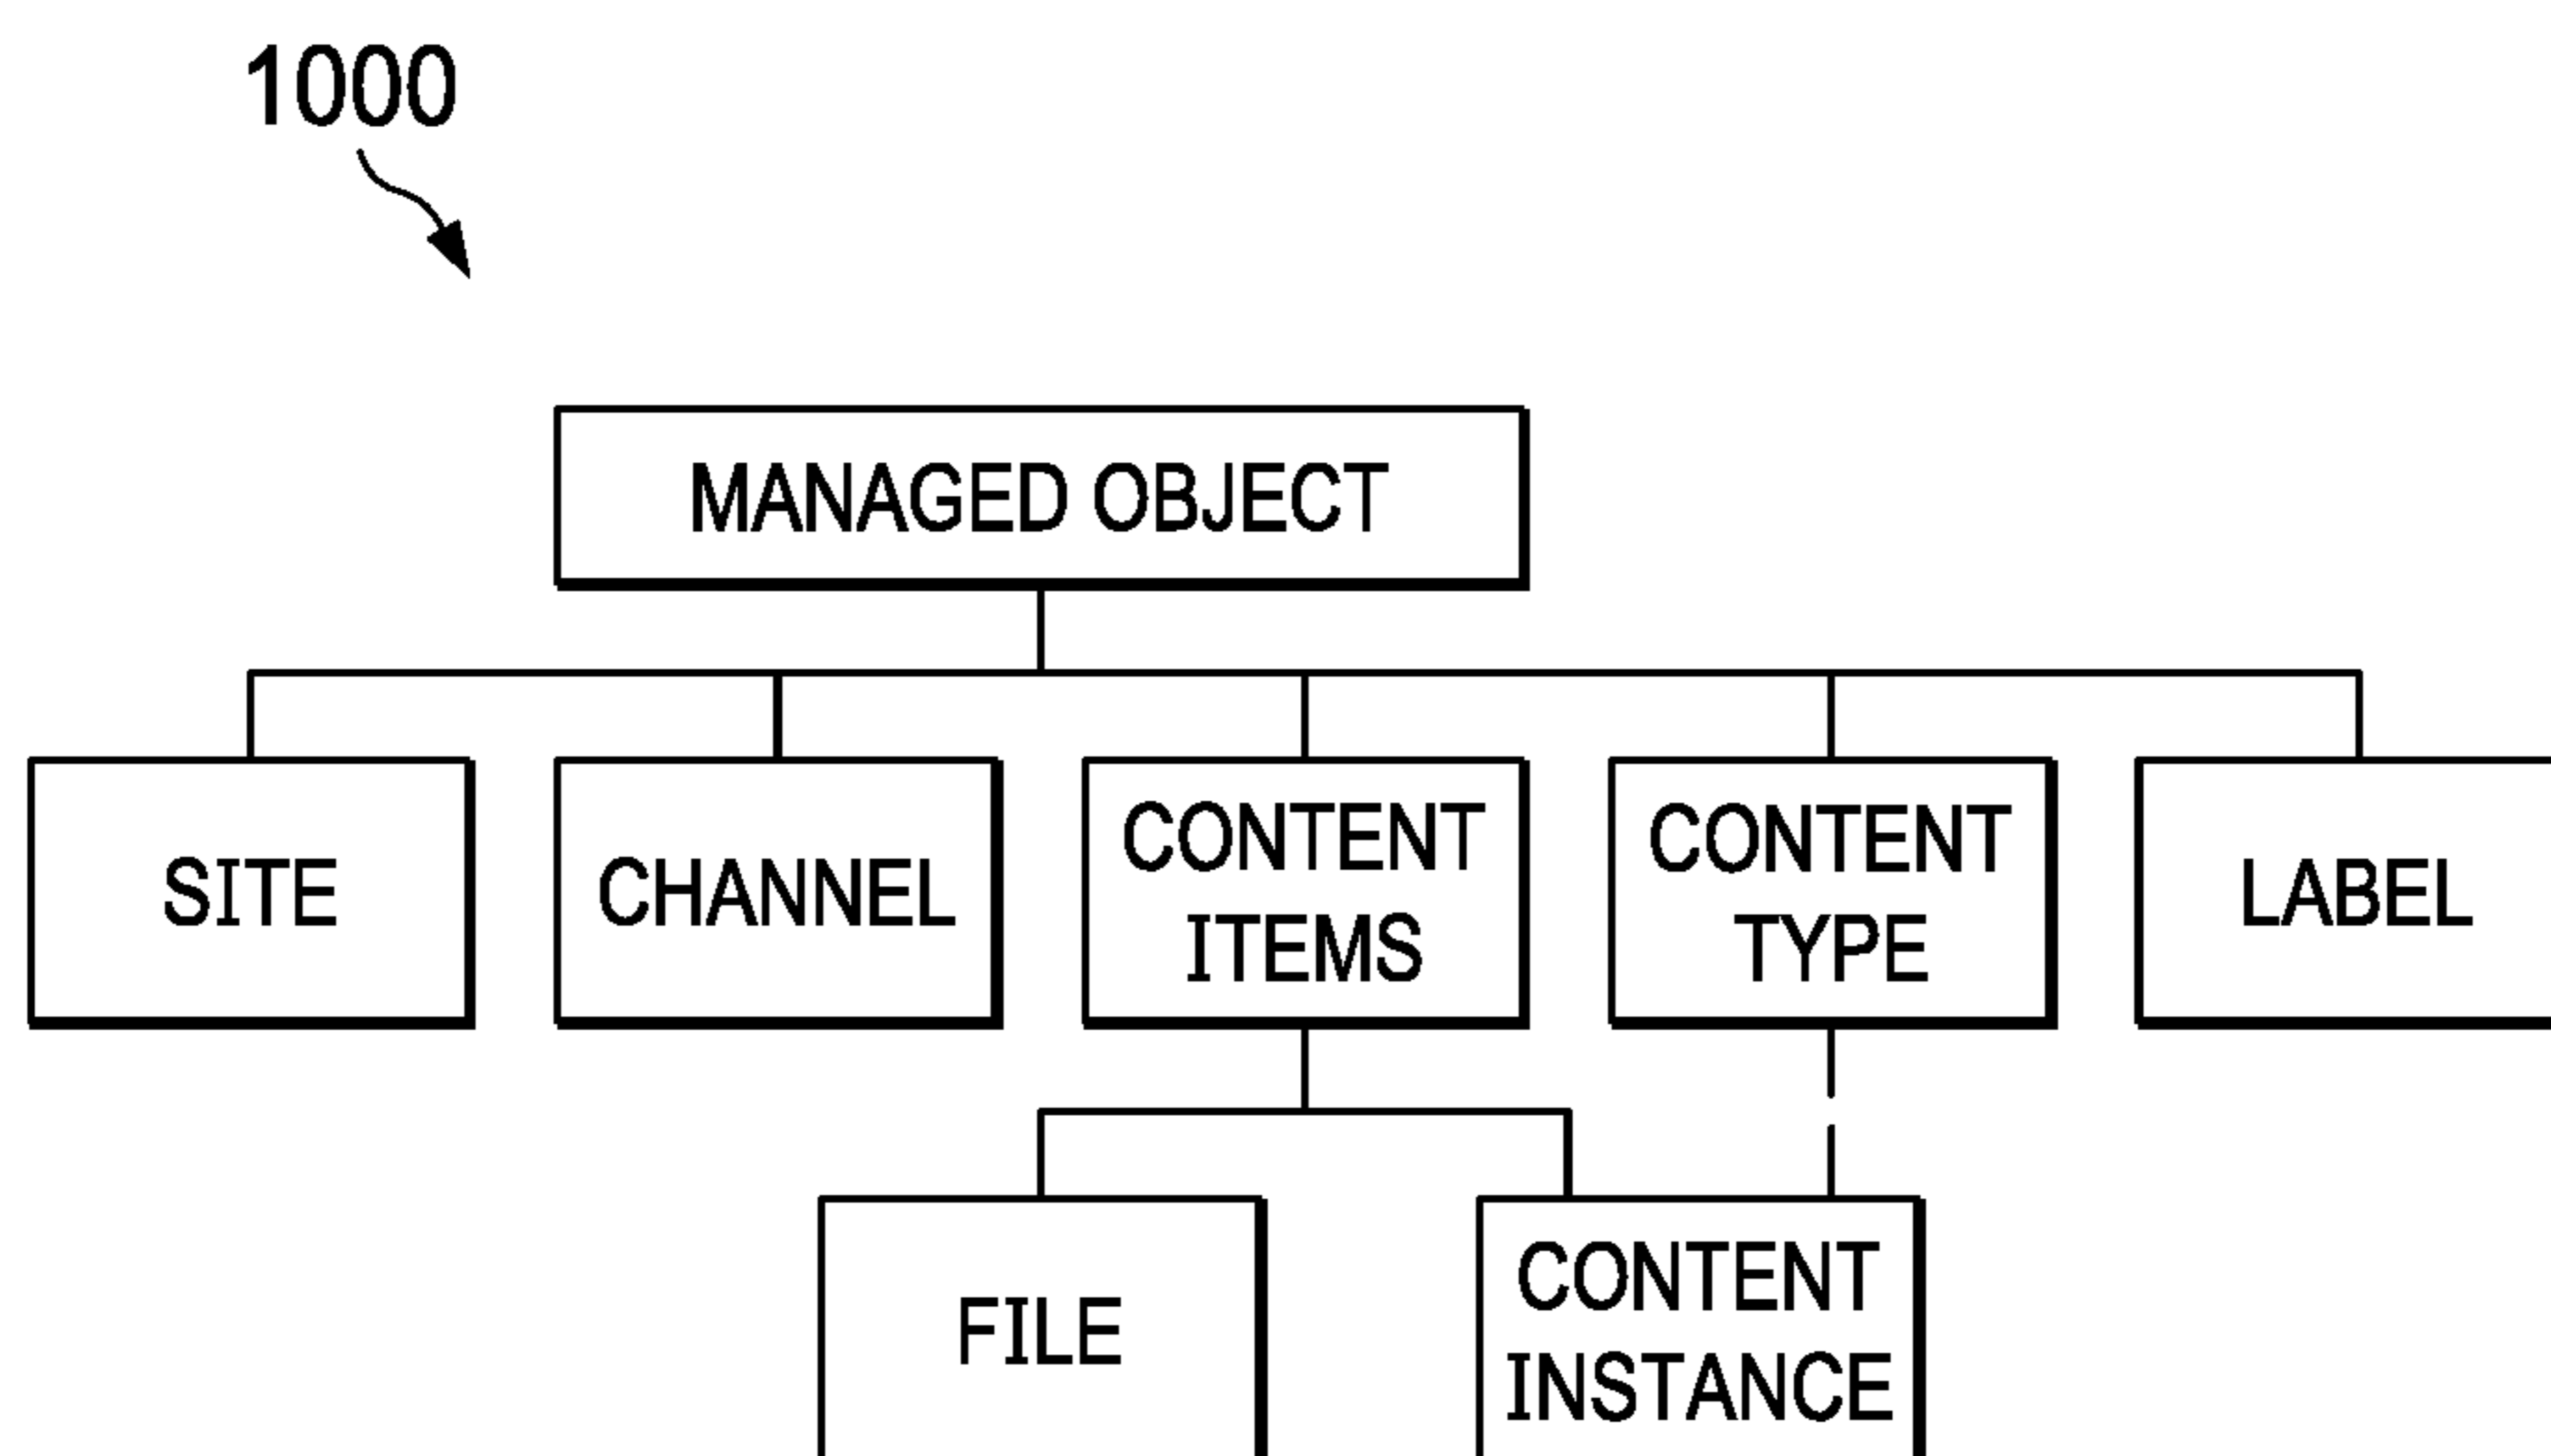 1000
MANAGED OBJECT
SITE
CHANNEL
CONTENT
ITEMS
CONTENT
TYPE
LABEL
FILE
CONTENT
INSTANCE